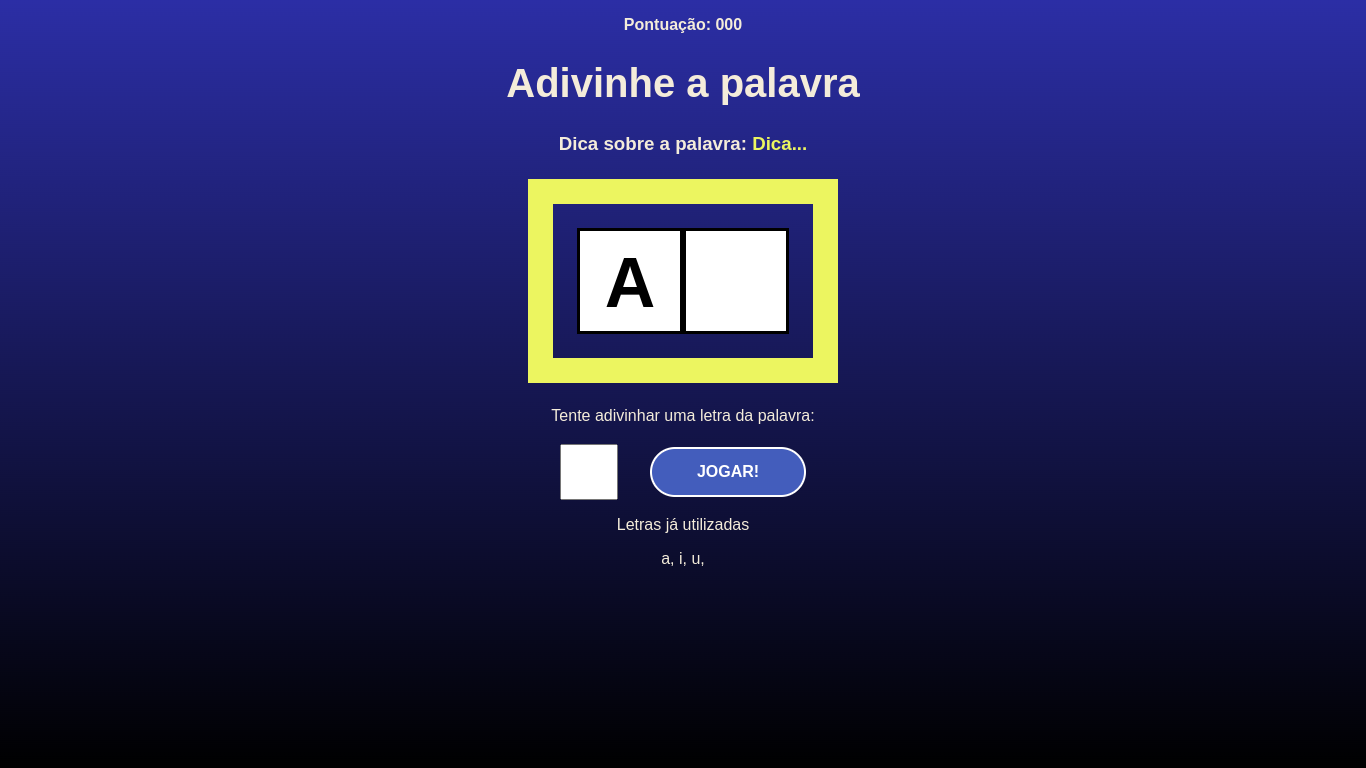 Pontuação: 000
Adivinhe a palavra
Dica sobre a palavra: Dica...
A
Tente adivinhar uma letra da palavra:
JOGAR!
Letras já utilizadas
a, i, u,